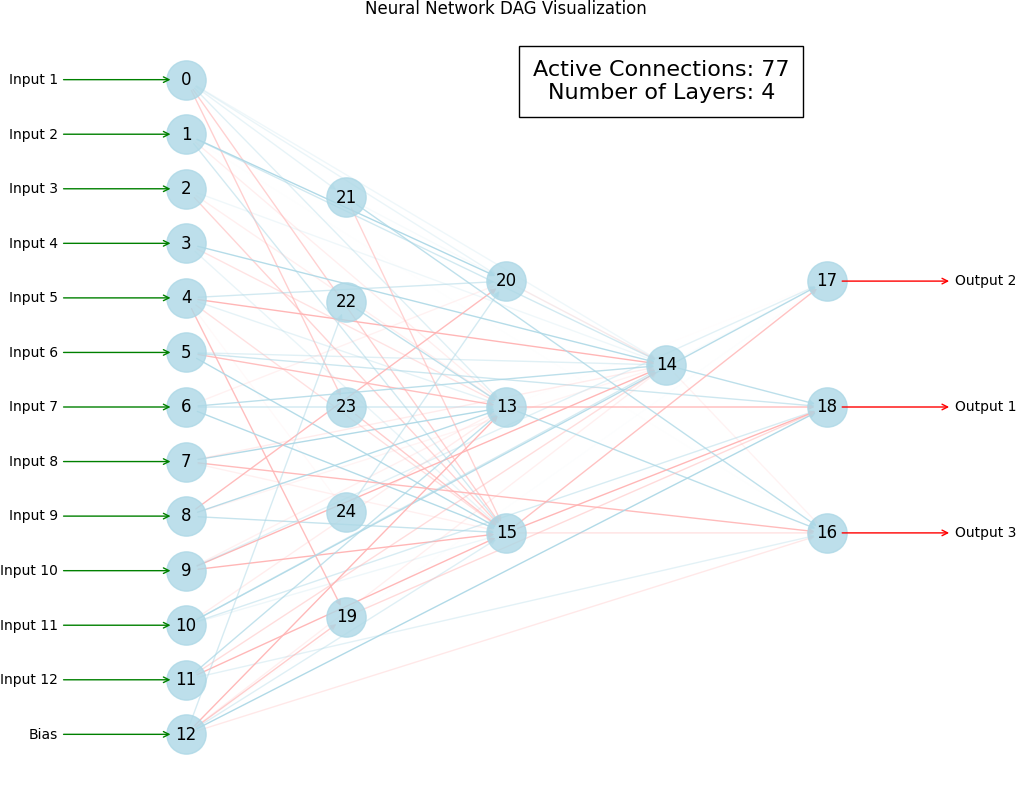 Neural Network DAG Visualization
Active Connections: 77
Number of Layers: 4
Input 1
0
Input 2
1
Input 3
2
21
Input 4
3
Input 5
4
22
20
17
Output 2
Input 6
5
14
Input 7
6
23
13
18
Output 1
Input 8
7
Input 9
8
24
15
16
Output 3
Input 10
9
Input 11
10
19
Input 12
11
Bias
12